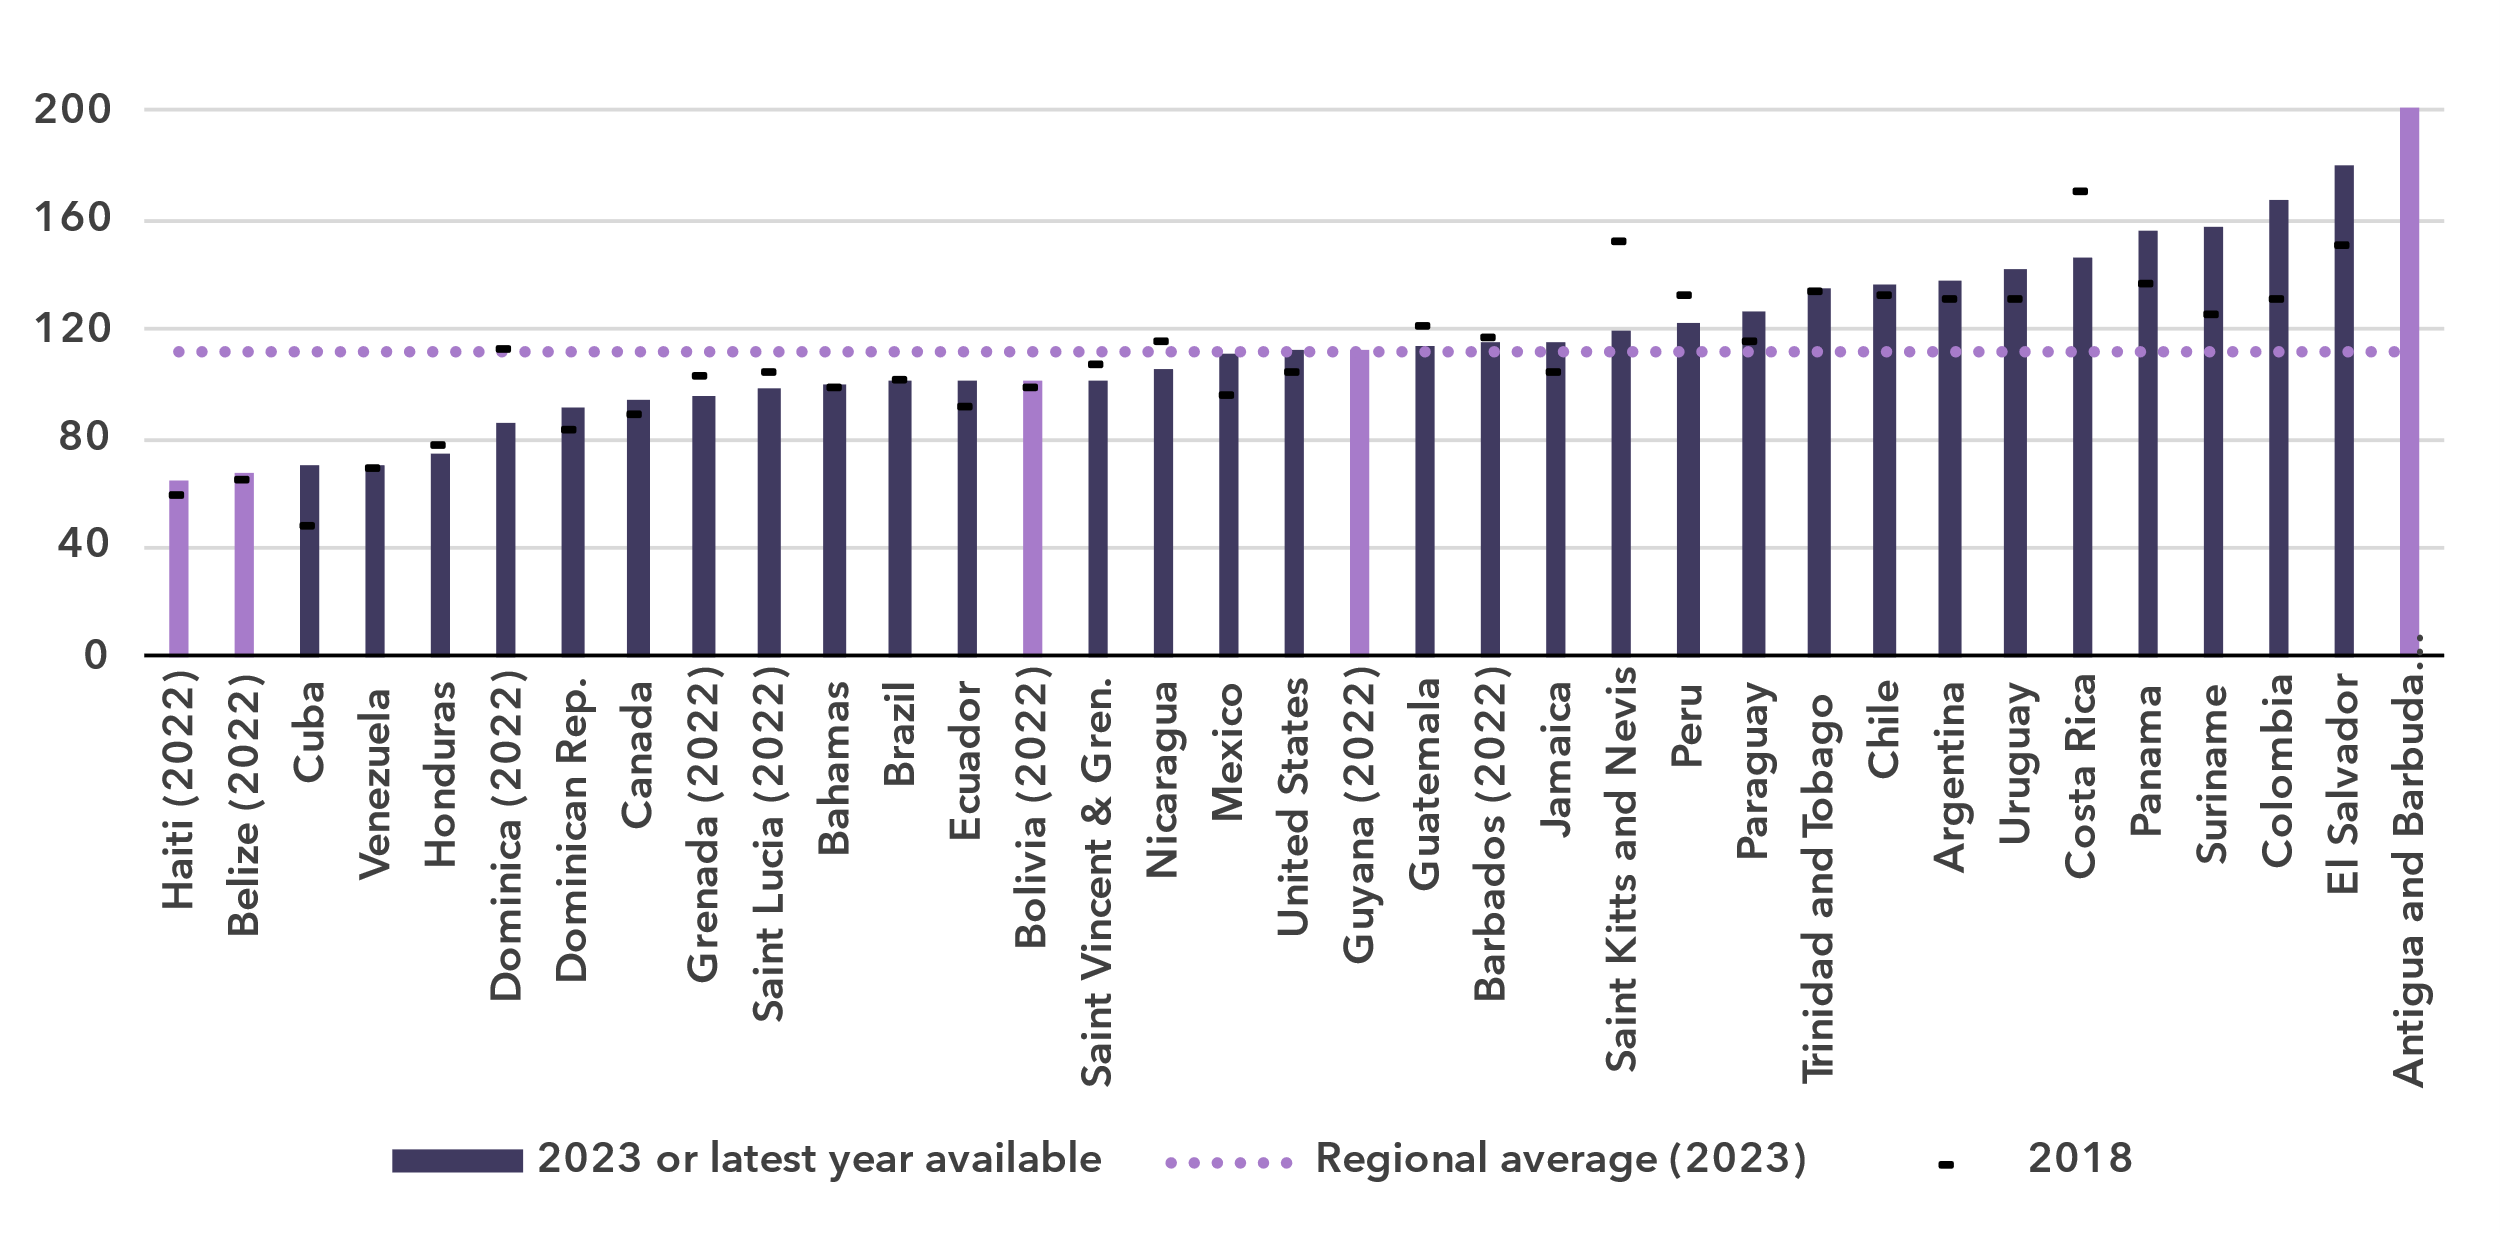 200
160
120
80
40
0
Haiti (2022)
Belize (2022)
Cuba
Venezuela
Honduras
Dominica (2022)
Dominican Rep.
Canada
Grenada (2022)
Saint Lucia (2022)
Bahamas
Brazil
Ecuador
Bolivia (2022)
Saint Vincent & Gren.
Nicaragua
Mexico
United States
Guyana (2022)
Guatemalla
Barbados (2022)
Jamaica
Saint Kitts and Nevis
Peru
Paraguay
Trinidad and Tobago
Chile
Argentina
Uruguay
Costa Rica
Panama
Suriname
Colombia
El Salvador
Antigua and Barbuda...
2023 or latest year available
Regional average (2023)
2018